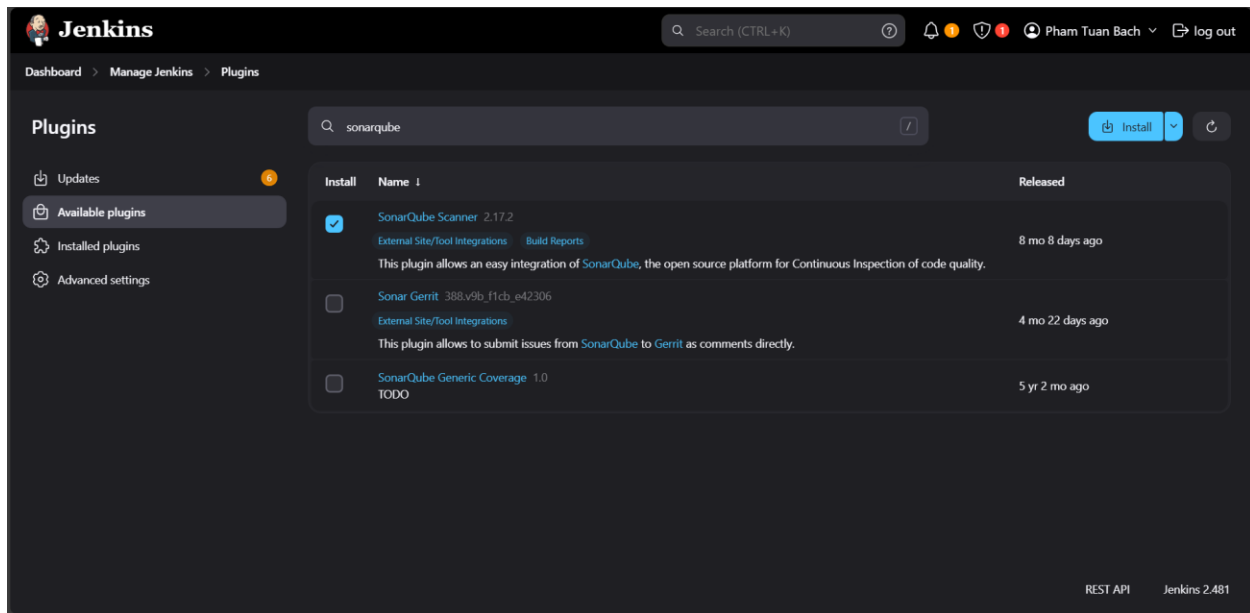 Jenkins
Search (CTRL+K)
1
1
Pham Tuan Bach
log out
Dashboard > Manage Jenkins > Plugins
Plugins
sonarqube
/
Install
Updates
6
Available plugins
Installed plugins
Advanced settings
Install Name ↓ Released
SonarQube Scanner 2.17.2
External Site/Tool Integrations Build Reports
This plugin allows an easy integration of SonarQube, the open source platform for Continuous Inspection of code quality.
8 mo 8 days ago
Sonar Gerrit 388.v9b_f1cb_e42306
External Site/Tool Integrations
This plugin allows to submit issues from SonarQube to Gerrit as comments directly.
4 mo 22 days ago
SonarQube Generic Coverage 1.0
TODO
5 yr 2 mo ago
REST API Jenkins 2.481